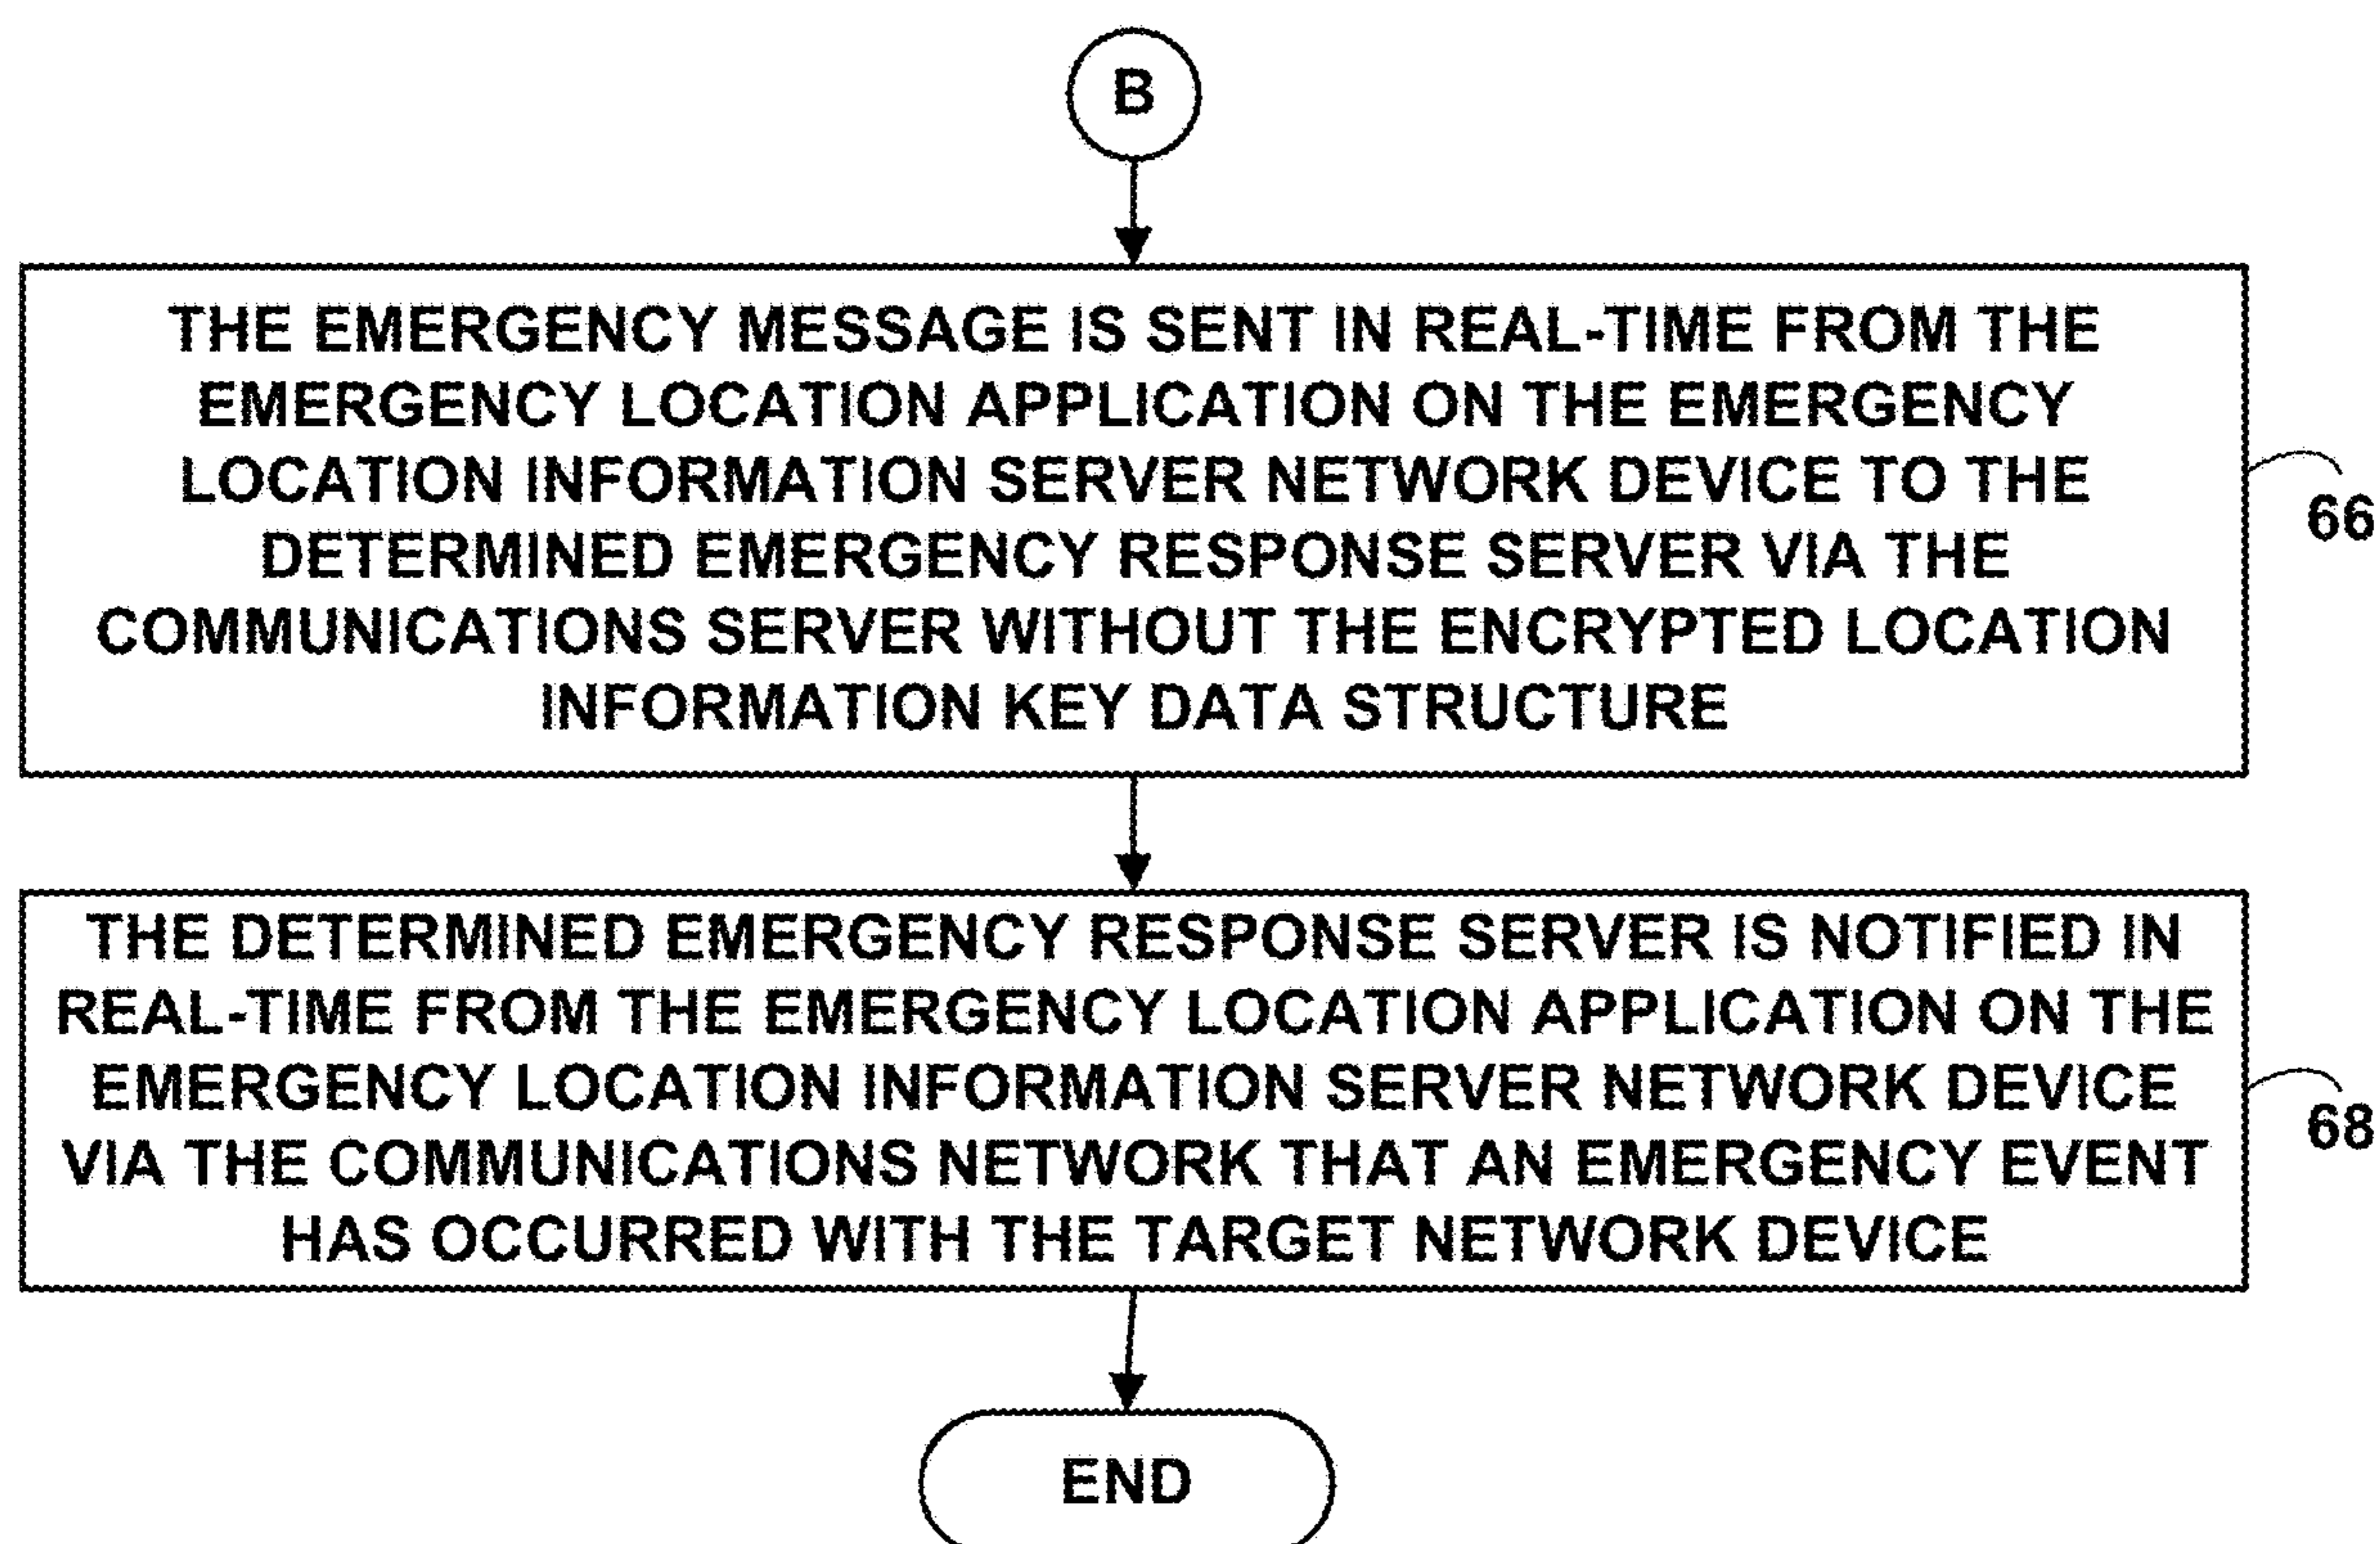 B
THE EMERGENCY MESSAGE IS SENT IN REAL-TIME FROM THE
EMERGENCY LOCATION APPLICATION ON THE EMERGENCY
LOCATION INFORMATION SERVER NETWORK DEVICE TO THE
DETERMINED EMERGENCY RESPONSE SERVER VIA THE
COMMUNICATIONS SERVER WITHOUT THE ENCRYPTED LOCATION
INFORMATION KEY DATA STRUCTURE
66
THE DETERMINED EMERGENCY RESPONSE SERVER IS NOTIFIED IN
REAL-TIME FROM THE EMERGENCY LOCATION APPLICATION ON THE
EMERGENCY LOCATION INFORMATION SERVER NETWORK DEVICE
VIA THE COMMUNICATIONS NETWORK THAT AN EMERGENCY EVENT
HAS OCCURRED WITH THE TARGET NETWORK DEVICE
68
END